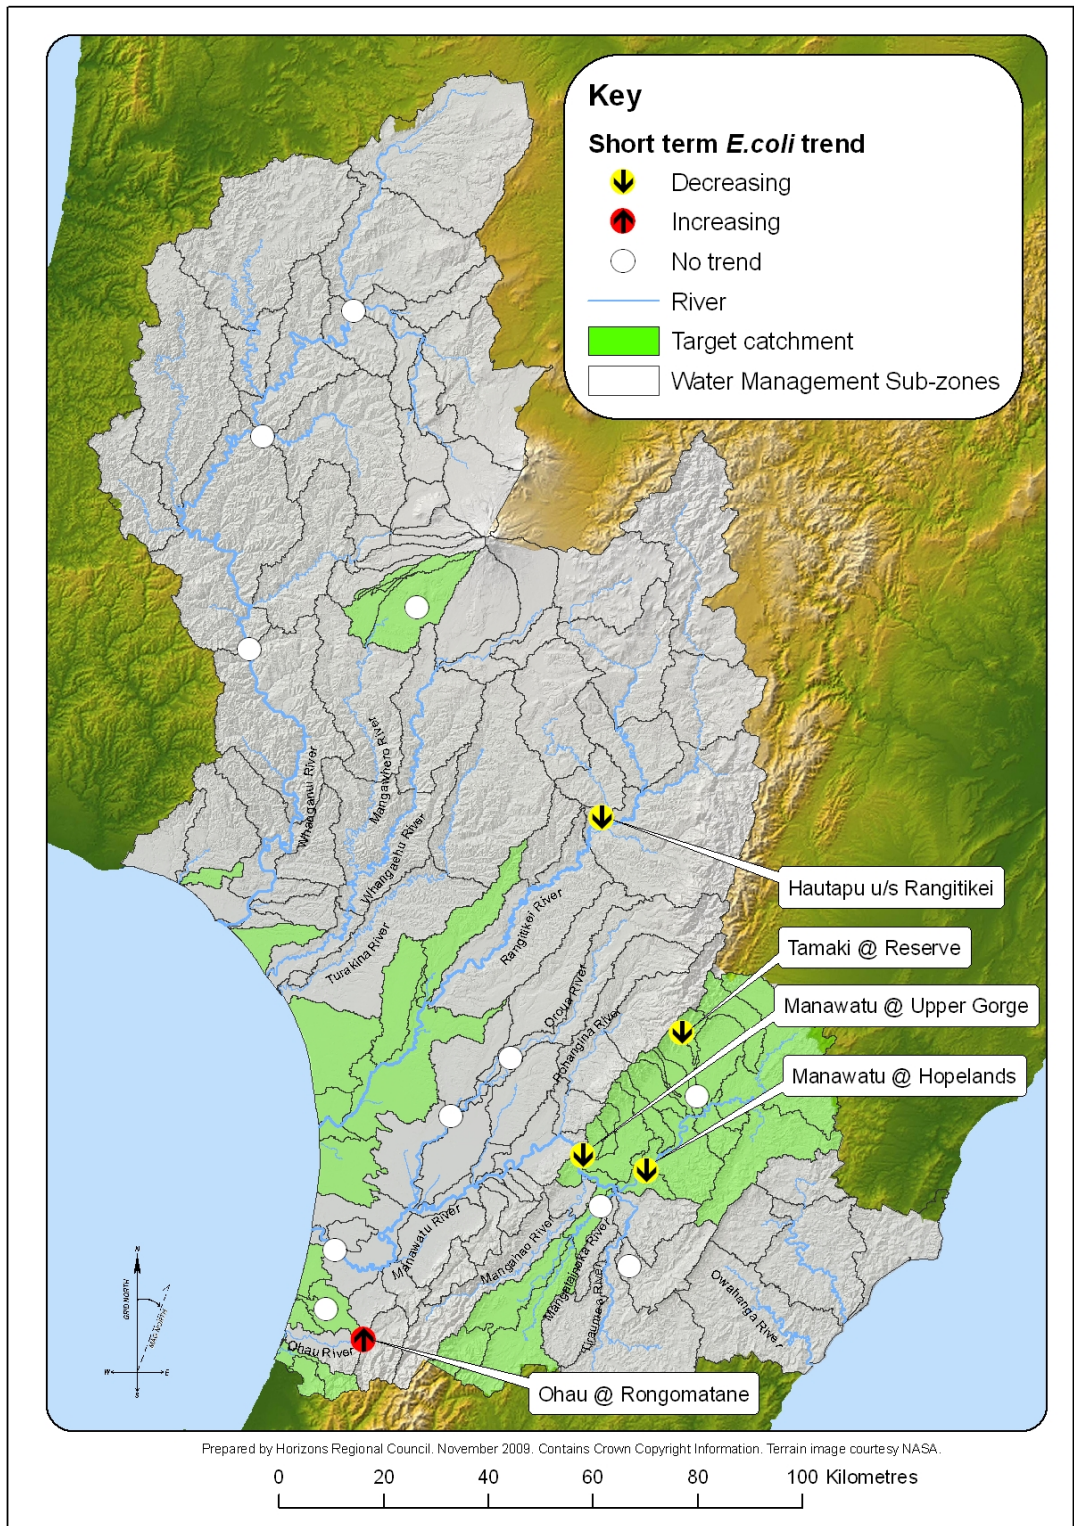 Key
Short term E.coli trend
Decreasing
Increasing
No trend
River
Target catchment
Water Management Sub-zones
Whanganui River
Mangawhero River
Whangaehu River
Turakina River
Rangitikei River
Oroua River
Pohangina River
Hautapu u/s Rangitikei
Tamaki @ Reserve
Manawatu @ Upper Gorge
Manawatu @ Hopelands
Manawatu River
Mangahao River
Mangatainoka River
Tiraumea River
Owahanga River
Ohau River
Ohau @ Rongomatane
N
W
E
S
Prepared by Horizons Regional Council. November 2009. Contains Crown Copyright Information. Terrain image courtesy NASA.
0 20 40 60 80 100 Kilometres